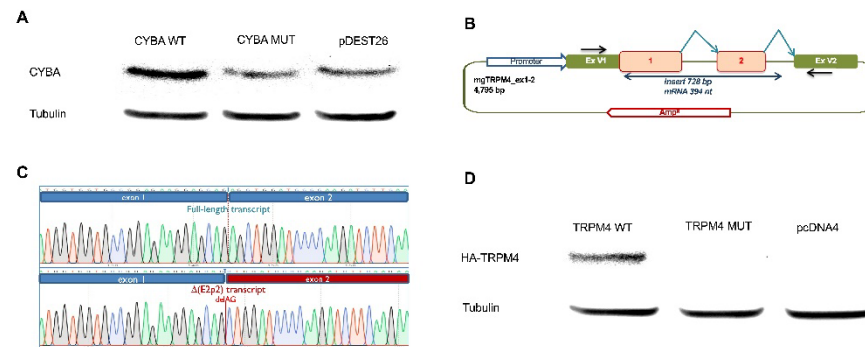 A
CYBA WT CYBA MUT pDEST26
CYBA
Tubulin
B
Promoter Ex V1 1 2 Ex V2
mgTRPM4_ex1-2
4,795 bp
insert 728 bp
mRNA 394 nt
AmpR
C
exon 1 exon 2
Full-length transcript
exon 1 exon 2
Δ(E2p2) transcript
delAG
D
TRPM4 WT TRPM4 MUT pcDNA4
HA-TRPM4
Tubulin